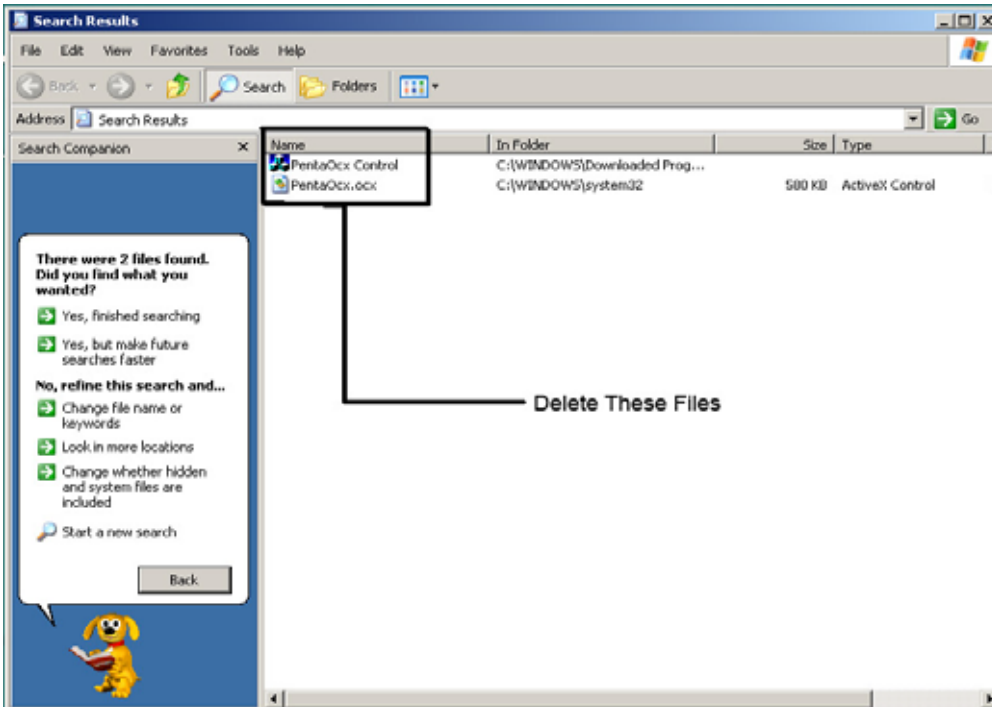 Search Results
File Edit View Favorites Tools Help
Back Search Folders
Address Search Results Go
Search Companion
Name In Folder Size Type
PentaOcx Control C:\WINDOWS\Downloaded Prog...
PentaOcx.ocx C:\WINDOWS\system32 580 KB ActiveX Control
There were 2 files found.
Did you find what you
wanted?
Yes, finished searching
Yes, but make future
searches faster
No, refine this search and...
Change file name or
keywords
Look in more locations
Change whether hidden
and system files are
included
Start a new search
Back
Delete These Files